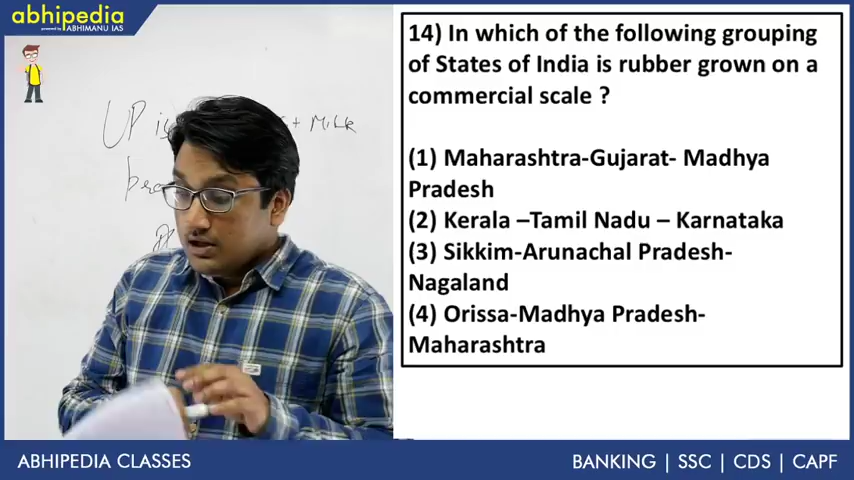 abhipedia
powered by ABHIMANU IAS
UP
+ Milk
14) In which of the following grouping
of States of India is rubber grown on a
commercial scale ?
(1) Maharashtra-Gujarat- Madhya
Pradesh
(2) Kerala –Tamil Nadu – Karnataka
(3) Sikkim-Arunachal Pradesh-
Nagaland
(4) Orissa-Madhya Pradesh-
Maharashtra
ABHIPEDIA CLASSES
BANKING | SSC | CDS | CAPF